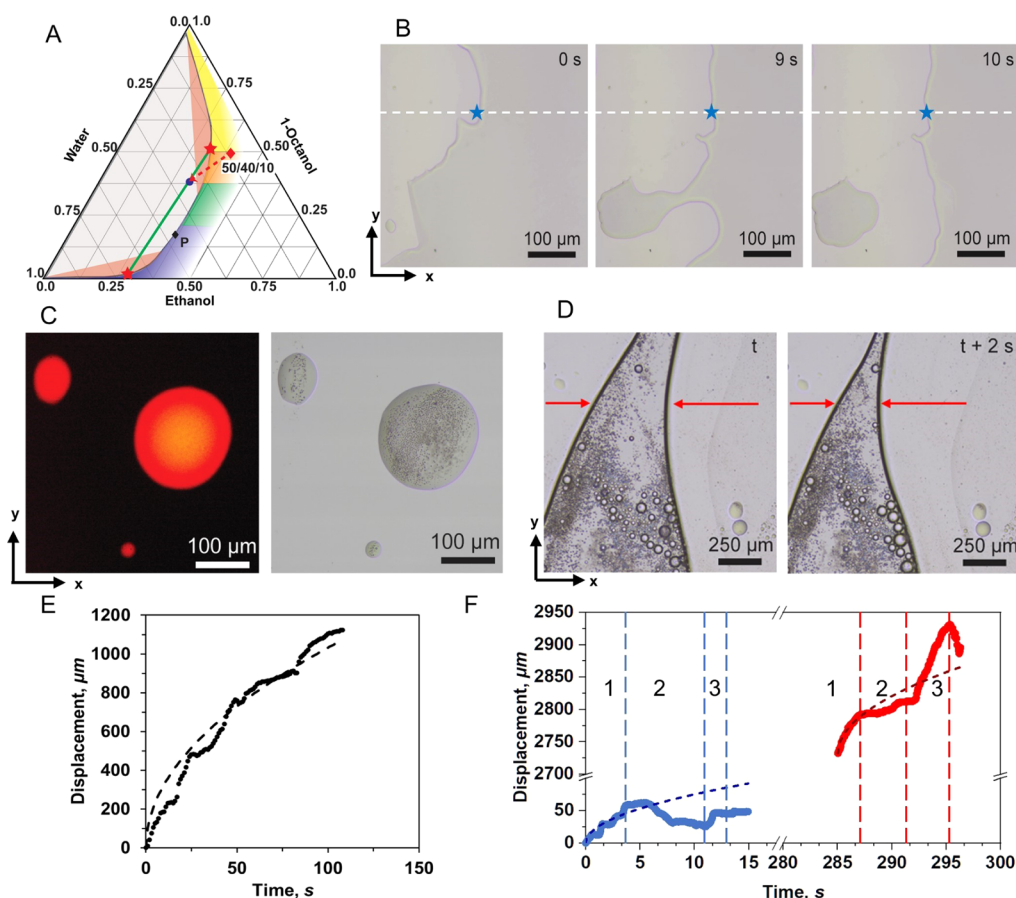 A
0.0 1.0
0.25 0.75
Water 1-Octanol
0.50 0.50
50/40/10
0.75 0.25
P
1.0 0.0
0.0 0.25 0.50 0.75 1.0
Ethanol
B
0 s 9 s 10 s
100 µm 100 µm 100 µm
y
x
C
100 µm 100 µm
y
x
D
t t + 2 s
250 µm 250 µm
y
x
E
Displacement, µm
1200
1000
800
600
400
200
0
0 50 100 150
Time, s
F
Displacement, µm
2950
2900
2850
2800
2750
2700
50
0
1 2 3 1 2 3
0 5 10 15 280 285 290 295 300
Time, s